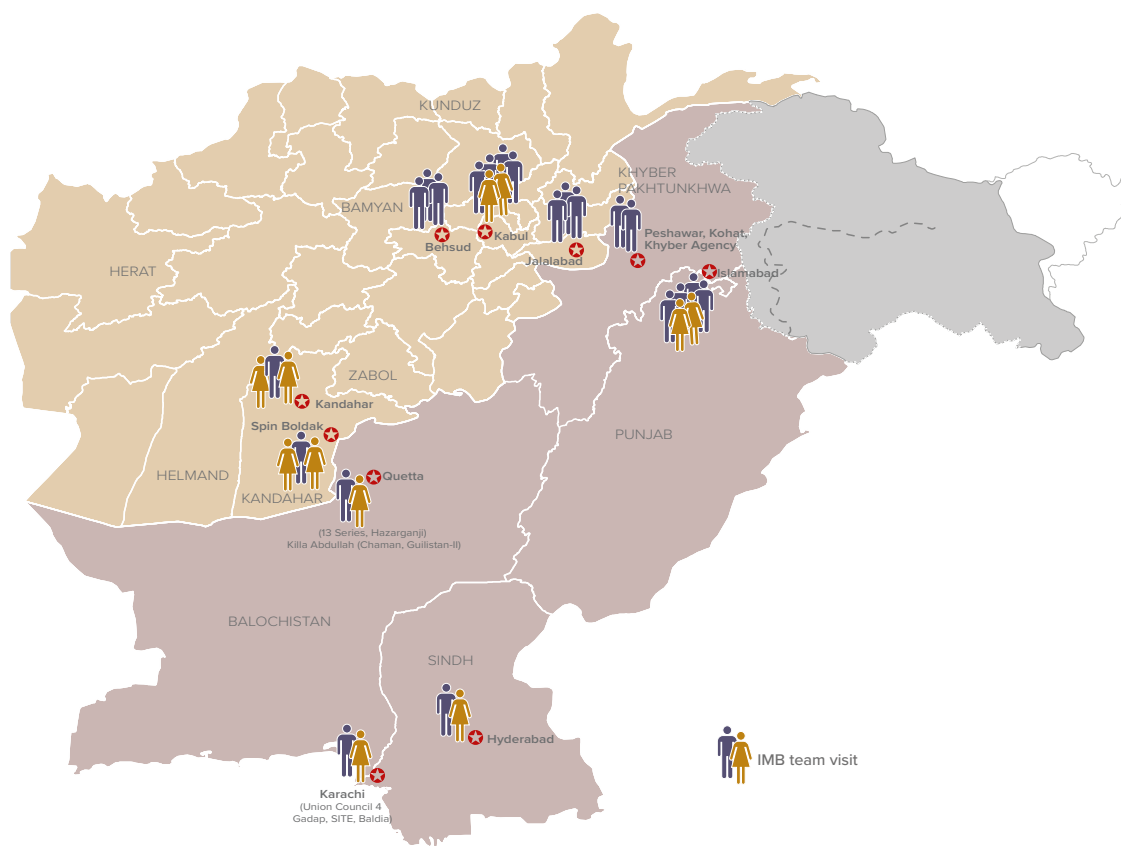 KUNDUZ
KHYBER
PAKHTUNKHWA
BAMYAN
Peshawar, Kohat,
Khyber Agency
Kabul
Behsud
Jalalabad
HERAT
Islamabad
ZABOL
Kandahar
Spin Boldak
PUNJAB
HELMAND
Quetta
KANDAHAR
(13 Series, Hazarganji)
Killa Abdullah (Chaman, Guilistan-II)
BALOCHISTAN
SINDH
Hyderabad
IMB team visit
Karachi
(Union Council 4
Gadap, SITE, Baldia)